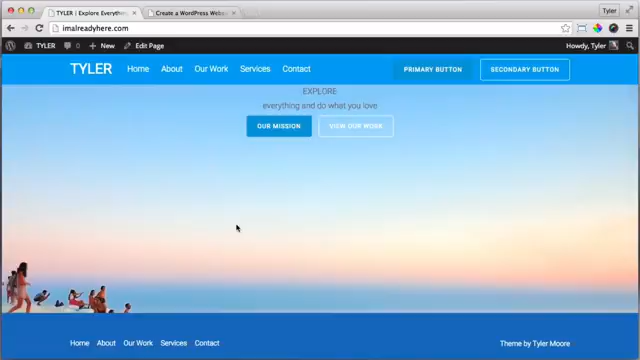 TYLER | Explore Everythi
Create a WordPress Webs
Tyler
imalreadyhere.com
TYLER 0 New Edit Page Howdy, Tyler
TYLER Home About Our Work Services Contact PRIMARY BUTTON SECONDARY BUTTON
EXPLORE
everything and do what you love
OUR MISSION VIEW OUR WORK
Home About Our Work Services Contact Theme by Tyler Moore